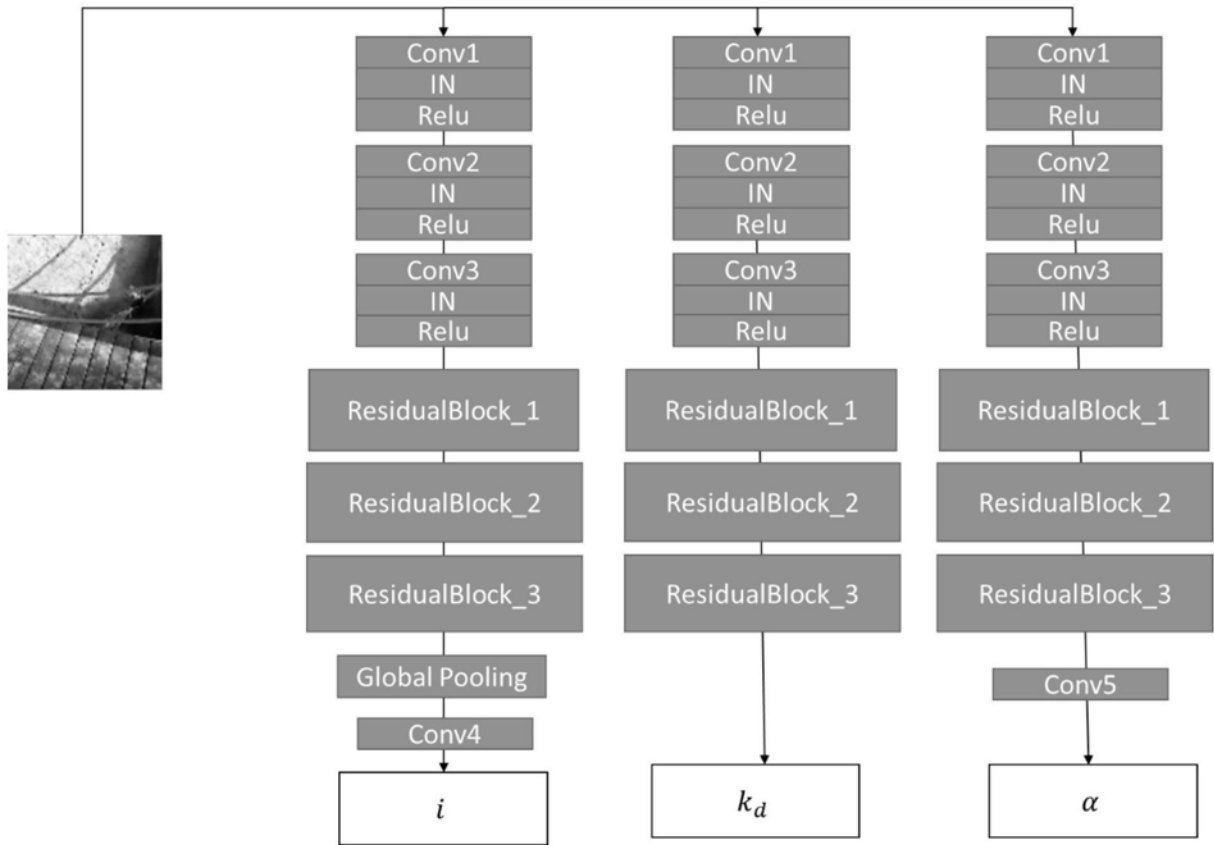 Conv1
IN
Relu
Conv2
IN
Relu
Conv3
IN
Relu
ResidualBlock_1
ResidualBlock_2
ResidualBlock_3
Global Pooling
Conv4
i
Conv1
IN
Relu
Conv2
IN
Relu
Conv3
IN
Relu
ResidualBlock_1
ResidualBlock_2
ResidualBlock_3
k_d
Conv1
IN
Relu
Conv2
IN
Relu
Conv3
IN
Relu
ResidualBlock_1
ResidualBlock_2
ResidualBlock_3
Conv5
α